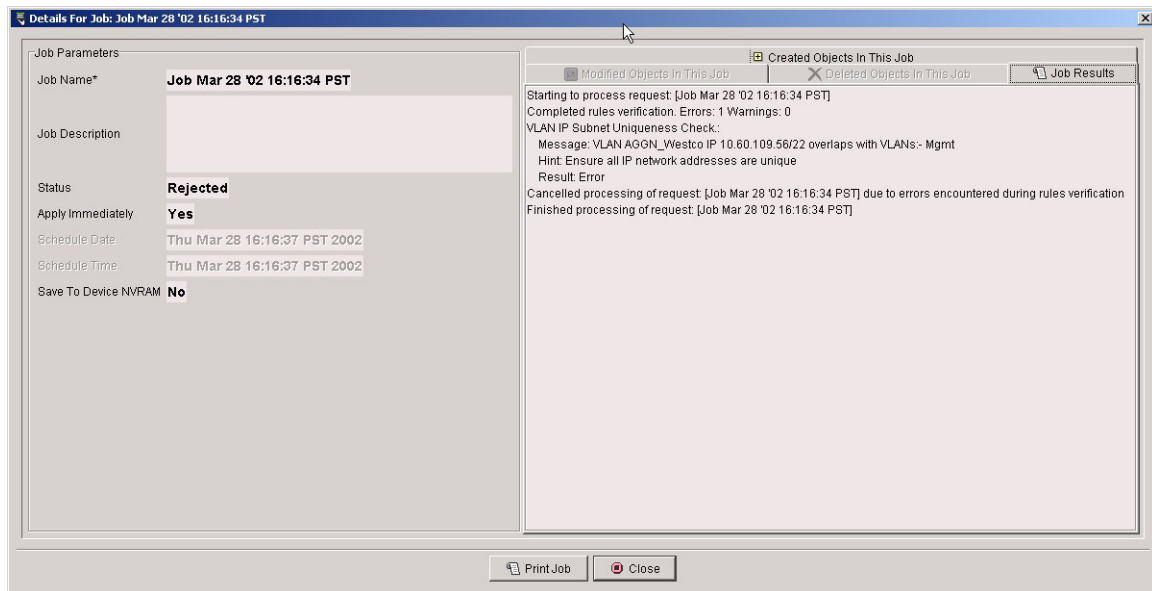 Details For Job: Job Mar 28 '02 16:16:34 PST
Job Parameters
Job Name* Job Mar 28 '02 16:16:34 PST
Job Description
Status Rejected
Apply Immediately Yes
Schedule Date Thu Mar 28 16:16:37 PST 2002
Schedule Time Thu Mar 28 16:16:37 PST 2002
Save To Device NVRAM No
Created Objects In This Job
Modified Objects In This Job Deleted Objects In This Job Job Results
Starting to process request: [Job Mar 28 '02 16:16:34 PST]
Completed rules verification. Errors: 1 Warnings: 0
VLAN IP Subnet Uniqueness Check.:
Message: VLAN AGGN_Westco IP 10.60.109.56/22 overlaps with VLANs:- Mgmt
Hint: Ensure all IP network addresses are unique
Result: Error
Cancelled processing of request: [Job Mar 28 '02 16:16:34 PST] due to errors encountered during rules verification
Finished processing of request: [Job Mar 28 '02 16:16:34 PST]
Print Job Close